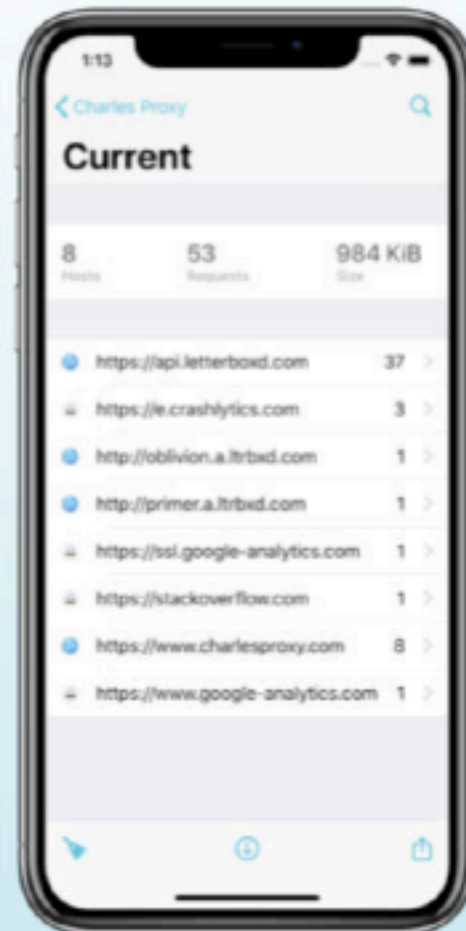 1:13
Charles Proxy
Current
8 53 984 KiB
Hosts Requests Size
https://api.letterboxd.com 37
https://e.crashlytics.com 3
http://oblivion.a.ltrbxd.com 1
http://primer.a.ltrbxd.com 1
https://ssl.google-analytics.com 1
https://stackoverflow.com 1
https://www.charlesproxy.com 8
https://www.google-analytics.com 1